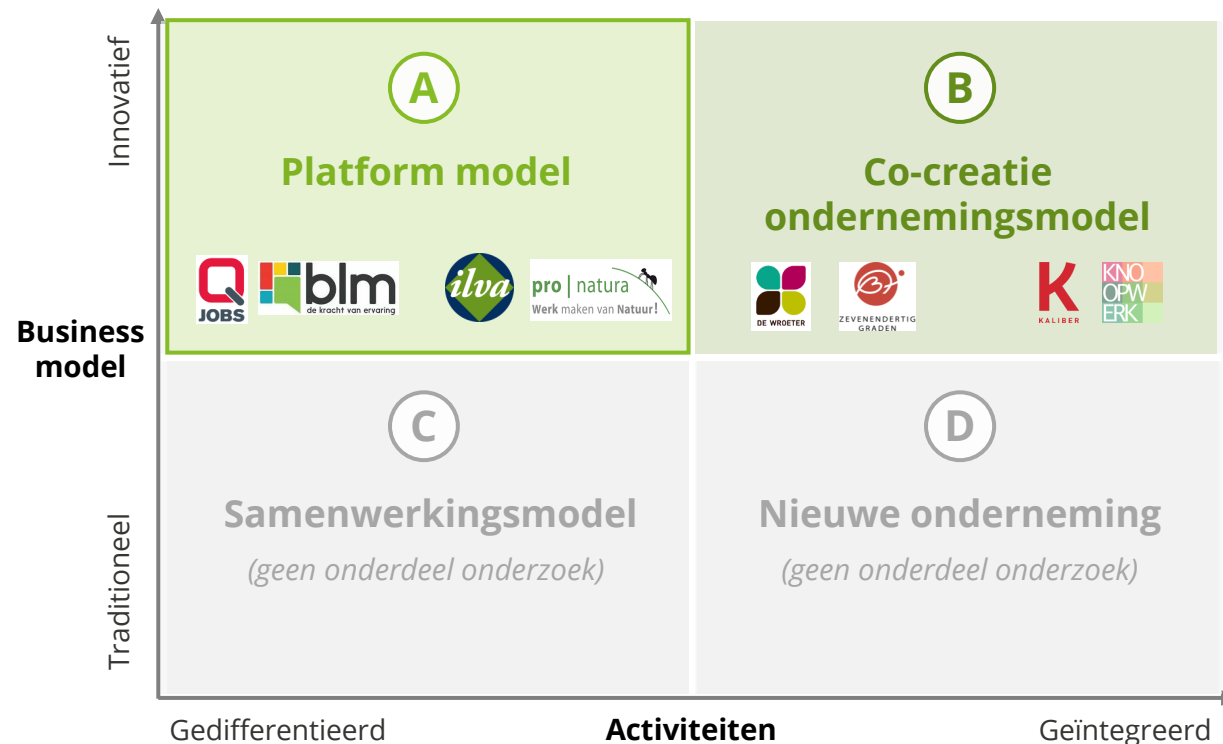 Innovatief
Business
model
Traditioneel
A
Platform model
Q
JOBS
blm
de kracht van ervaring
ilva
pro | natura
Werk maken van Natuur!
B
Co-creatie
ondernemingsmodel
DE WROETER
ZEVENENDERTIG
GRADEN
K
KALIBER
KNO
OPW
ERK
C
Samenwerkingsmodel
(geen onderdeel onderzoek)
D
Nieuwe onderneming
(geen onderdeel onderzoek)
Gedifferentieerd
Activiteiten
Geïntegreerd